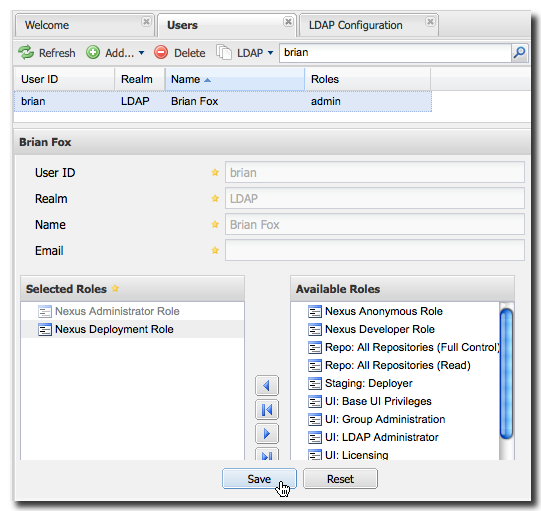 Welcome Users LDAP Configuration
Refresh Add... Delete LDAP brian
User ID Realm Name Roles
brian LDAP Brian Fox admin
Brian Fox
User ID brian
Realm LDAP
Name Brian Fox
Email
Selected Roles
Nexus Administrator Role
Nexus Deployment Role
Available Roles
Nexus Anonymous Role
Nexus Developer Role
Repo: All Repositories (Full Control)
Repo: All Repositories (Read)
Staging: Deployer
UI: Base UI Privileges
UI: Group Administration
UI: LDAP Administrator
UI: Licensing
Save Reset